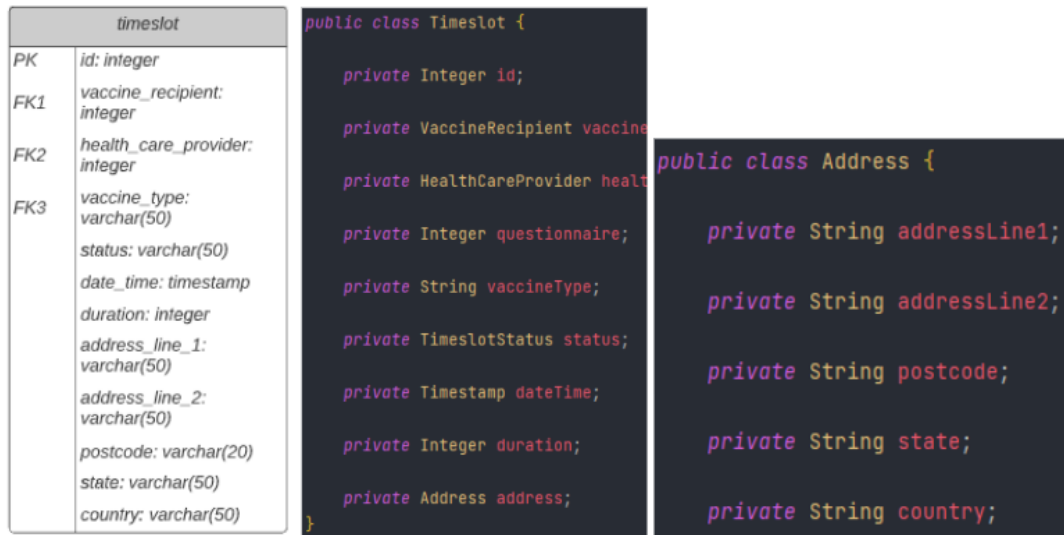 timeslot
PK id: integer
FK1 vaccine_recipient:
integer
FK2 health_care_provider:
integer
FK3 vaccine_type:
varchar(50)
status: varchar(50)
date_time: timestamp
duration: integer
address_line_1:
varchar(50)
address_line_2:
varchar(50)
postcode: varchar(20)
state: varchar(50)
country: varchar(50)
public class Timeslot {
private Integer id;
private VaccineRecipient vaccine
private HealthCareProvider healt
private Integer questionnaire;
private String vaccineType;
private TimeslotStatus status;
private Timestamp dateTime;
private Integer duration;
private Address address;
}
public class Address {
private String addressLine1;
private String addressLine2;
private String postcode;
private String state;
private String country;